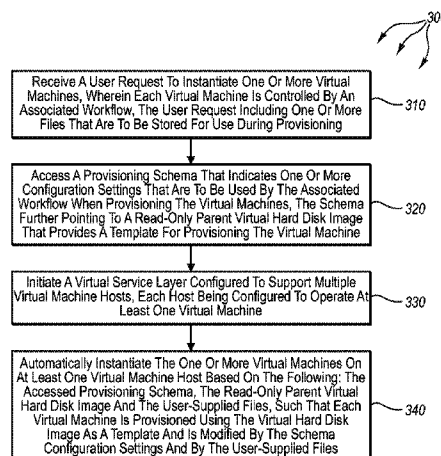 30
Receive A User Request To Instantiate One Or More Virtual
Machines, Wherein Each Virtual Machine Is Controlled By An
Associated Workflow, The User Request Including One Or More
Files That Are To Be Stored For Use During Provisioning
310
Access A Provisioning Schema That Indicates One Or More
Configuration Settings That Are To Be Used By The Associated
Workflow When Provisioning The Virtual Machines, The Schema
Further Pointing To A Read-Only Parent Virtual Hard Disk Image
That Provides A Template For Provisioning The Virtual Machine
320
Initiate A Virtual Service Layer Configured To Support Multiple
Virtual Machine Hosts, Each Host Being Configured To Operate At
Least One Virtual Machine
330
Automatically Instantiate The One Or More Virtual Machines On
At Least One Virtual Machine Host Based On The Following: The
Accessed Provisioning Schema, The Read-Only Parent Virtual
Hard Disk Image And The User-Supplied Files, Such That Each
Virtual Machine Is Provisioned Using The Virtual Hard Disk
Image As A Template And Is Modified By The Schema
Configuration Settings And By The User-Supplied Files
340